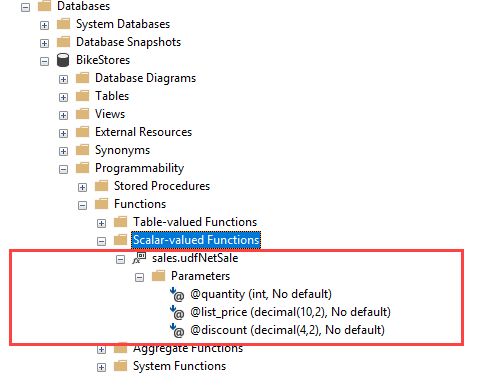 Databases
System Databases
Database Snapshots
BikeStores
Database Diagrams
Tables
Views
External Resources
Synonyms
Programmability
Stored Procedures
Functions
Table-valued Functions
Scalar-valued Functions
sales.udfNetSale
Parameters
@quantity (int, No default)
@list_price (decimal(10,2), No default)
@discount (decimal(4,2), No default)
Aggregate Functions
System Functions